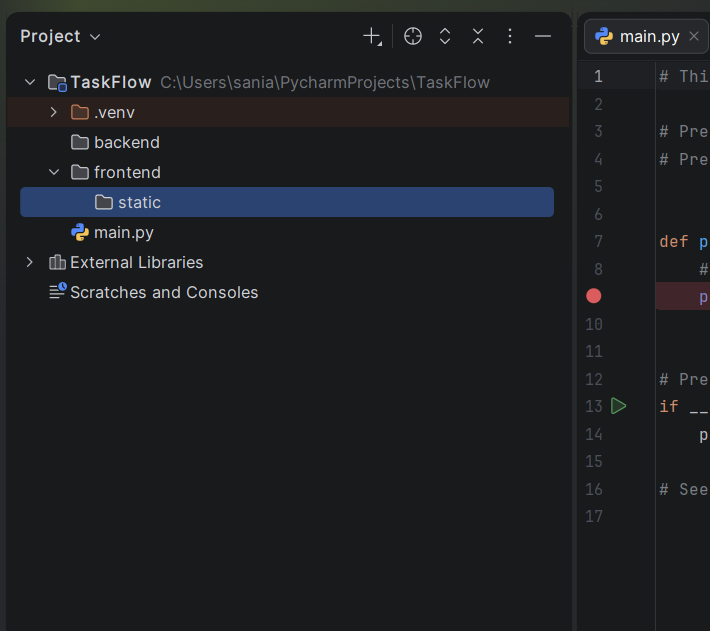 Project
TaskFlow C:\Users\sania\PycharmProjects\TaskFlow
.venv
backend
frontend
static
main.py
External Libraries
Scratches and Consoles
main.py
1 # Thi
2
3 # Pre
4 # Pre
5
6
7 def p
8 #
p
10
11
12 # Pre
13 if __
14 p
15
16 # See
17